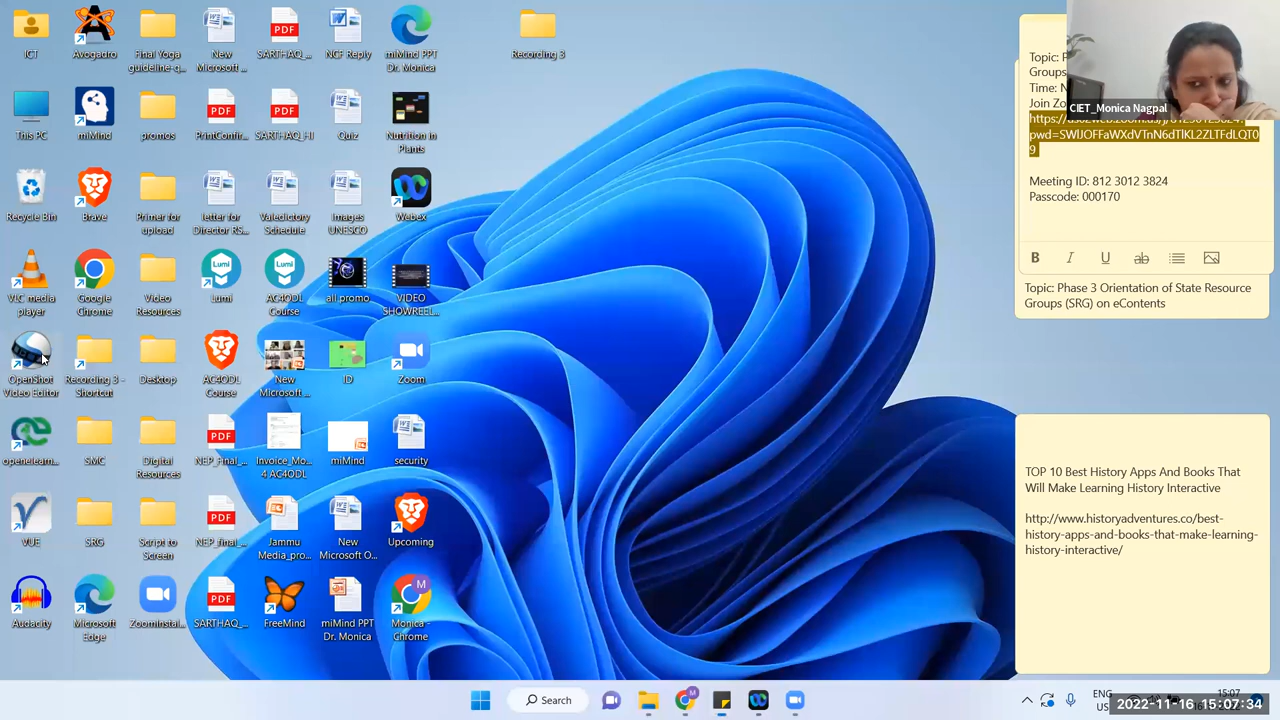 ICT
Avogadro
Final Yoga
guideline-q...
New
Microsoft ...
SARTHAQ_...
NCF Reply
miMind PPT
Dr. Monica
Recording 3
This PC
miMind
promos
PrintConfir...
SARTHAQ_HI
Quiz
Nutrition in
Plants
Recycle Bin
Brave
Primer for
upload
letter for
Director RS...
Valedictory
Schedule
Images
UNESCO
Webex
VLC media
player
Google
Chrome
Video
Resources
Lumi
AC4ODL
Course
all promo
VIDEO
SHOWREEL...
OpenShot
Video Editor
Recording 3 -
Shortcut
Desktop
AC4ODL
Course
New
Microsoft ...
ID
Zoom
openelearn...
SMC
Digital
Resources
NEP_Final_...
Invoice_Mo...
4 AC4ODL
miMind
security
VUE
SRG
Script to
Screen
NEP_final_...
Jammu
Media_pro...
New
Microsoft O...
Upcoming
Audacity
Microsoft
Edge
ZoomInstal...
SARTHAQ_...
FreeMind
miMind PPT
Dr. Monica
Monica -
Chrome
Topic:
Groups
Time:
Join
CIET_Monica Nagpal
Meeting ID: 812 3012 3824
Passcode: 000170
B I U ab
Topic: Phase 3 Orientation of State Resource
Groups (SRG) on eContents
TOP 10 Best History Apps And Books That
Will Make Learning History Interactive
http://www.historyadventures.co/best-
history-apps-and-books-that-make-learning-
history-interactive/
Search
ENG
US
15:07
2022-11-16 15:07:34